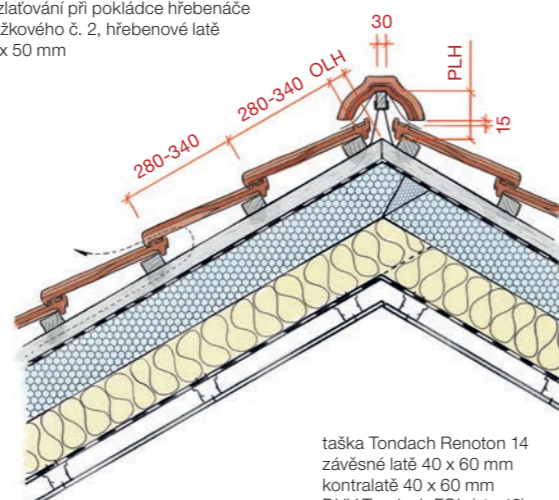 zlaťování při pokládce hřebenáče
žkového č. 2, hřebenové latě
x 50 mm
30
PLH
OLH
280-340
280-340
15
taška Tondach Renoton 14
závěsné latě 40 x 60 mm
kontralatě 40 x 60 mm